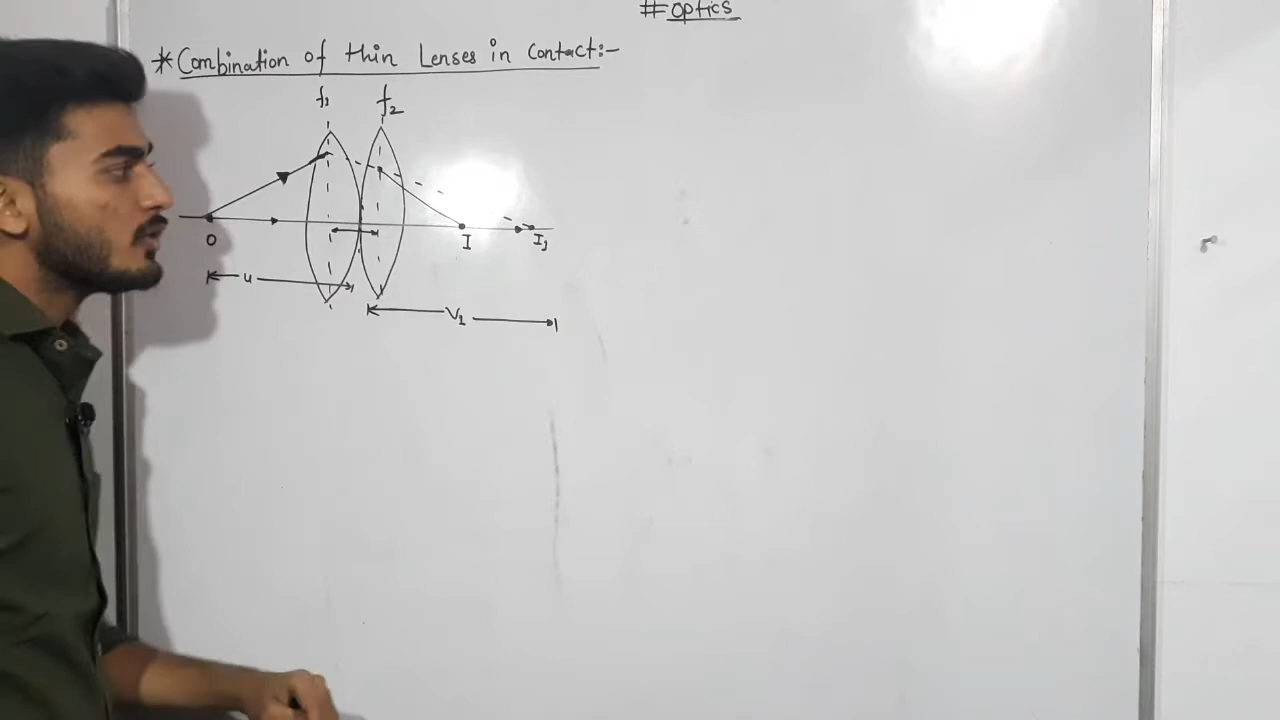 #optics
*Combination of thin Lenses in Contact:-
f₁ f₂
O I I₁
u
V₁